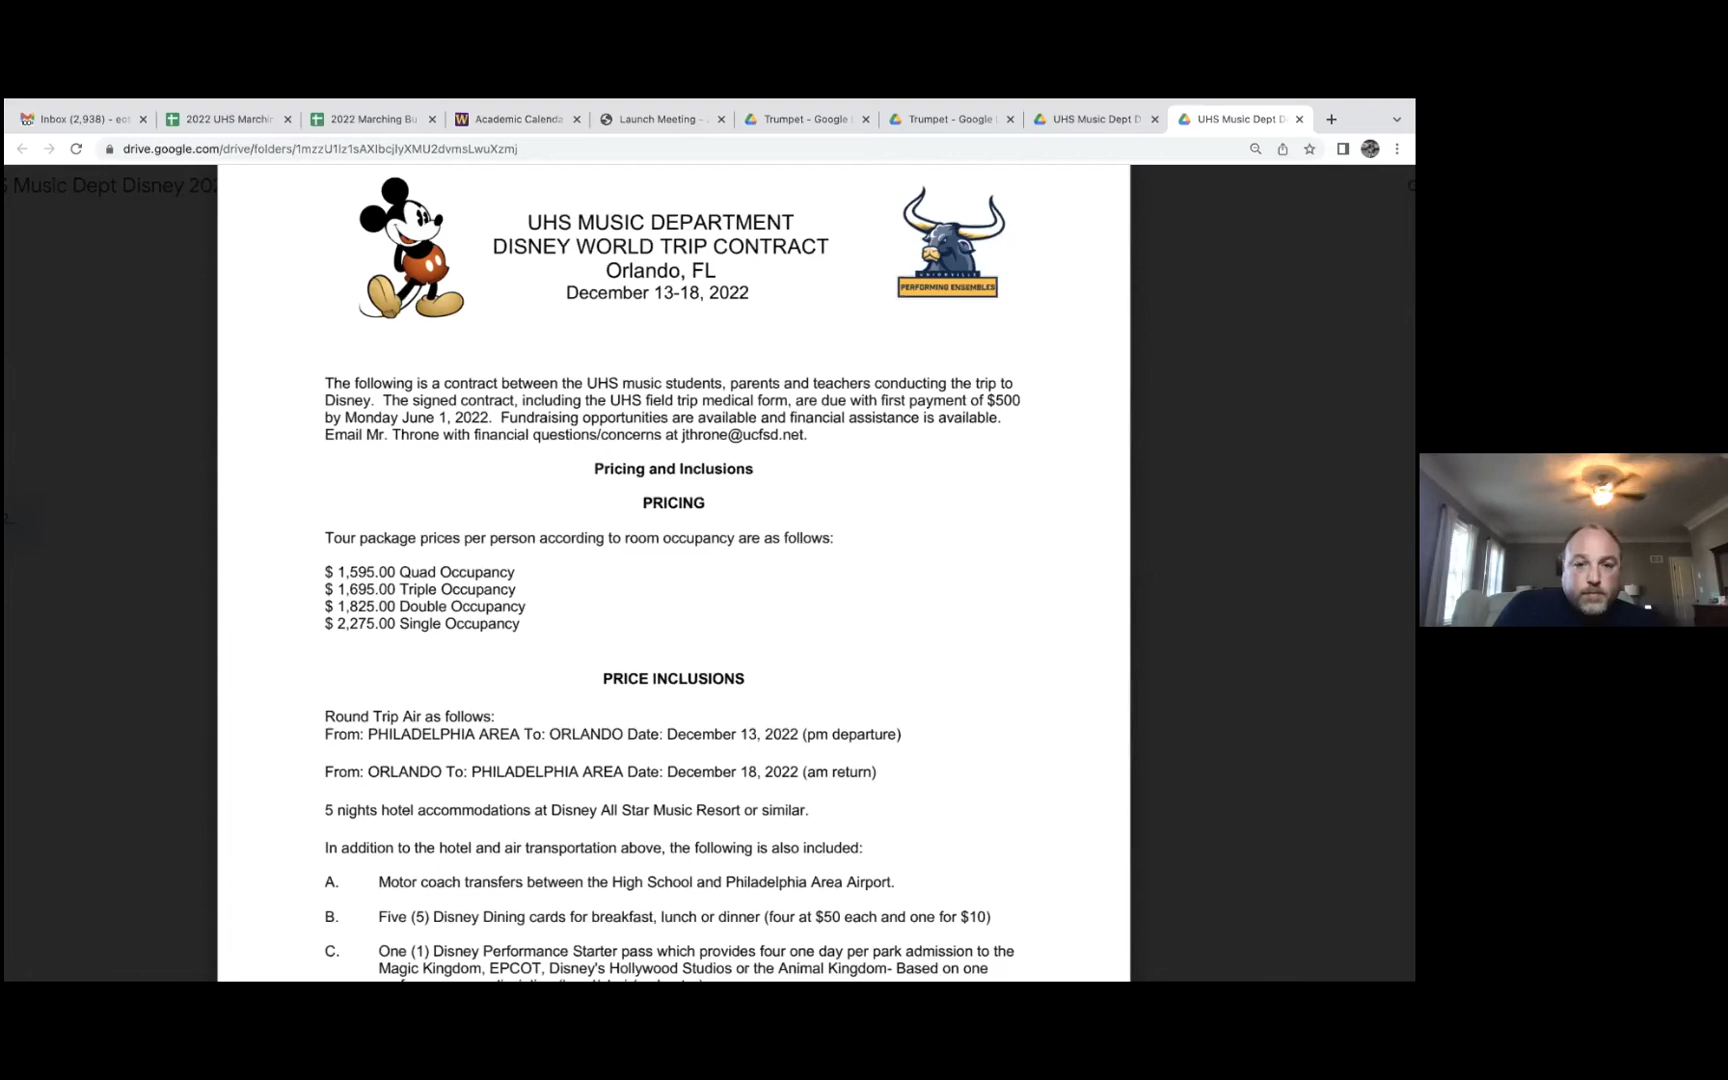 Inbox (2,938) - ec
2022 UHS Marchin
2022 Marching Bu
Academic Calenda
Launch Meeting -
Trumpet - Google
Trumpet - Google
UHS Music Dept D
UHS Music Dept D
drive.google.com/drive/folders/1mzzU1lz1sAXIbcjlyXMU2dvmsLwuXzmj
S Music Dept Disney 202
UHS MUSIC DEPARTMENT
DISNEY WORLD TRIP CONTRACT
Orlando, FL
December 13-18, 2022
UNIONVILLE
PERFORMING ENSEMBLES
The following is a contract between the UHS music students, parents and teachers conducting the trip to
Disney. The signed contract, including the UHS field trip medical form, are due with first payment of $500
by Monday June 1, 2022. Fundraising opportunities are available and financial assistance is available.
Email Mr. Throne with financial questions/concerns at jthrone@ucfsd.net.
Pricing and Inclusions
PRICING
Tour package prices per person according to room occupancy are as follows:
$ 1,595.00 Quad Occupancy
$ 1,695.00 Triple Occupancy
$ 1,825.00 Double Occupancy
$ 2,275.00 Single Occupancy
PRICE INCLUSIONS
Round Trip Air as follows:
From: PHILADELPHIA AREA To: ORLANDO Date: December 13, 2022 (pm departure)
From: ORLANDO To: PHILADELPHIA AREA Date: December 18, 2022 (am return)
5 nights hotel accommodations at Disney All Star Music Resort or similar.
In addition to the hotel and air transportation above, the following is also included:
A. Motor coach transfers between the High School and Philadelphia Area Airport.
B. Five (5) Disney Dining cards for breakfast, lunch or dinner (four at $50 each and one for $10)
C. One (1) Disney Performance Starter pass which provides four one day per park admission to the
Magic Kingdom, EPCOT, Disney's Hollywood Studios or the Animal Kingdom- Based on one